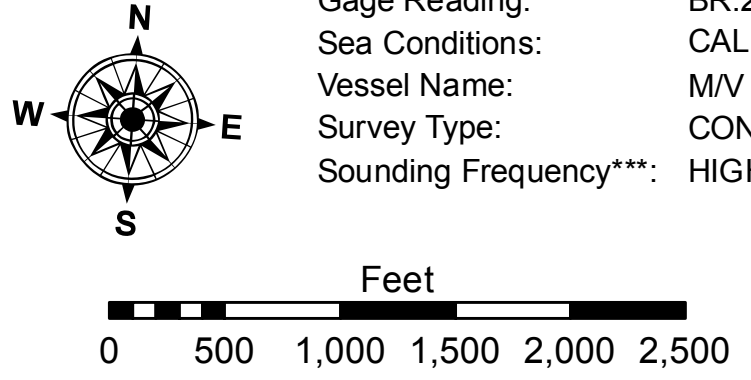 N
W E
S
Gage Reading:
Sea Conditions:
Vessel Name: M/V
Survey Type:
Sounding Frequency***:
Feet
0 500 1,000 1,500 2,000 2,500